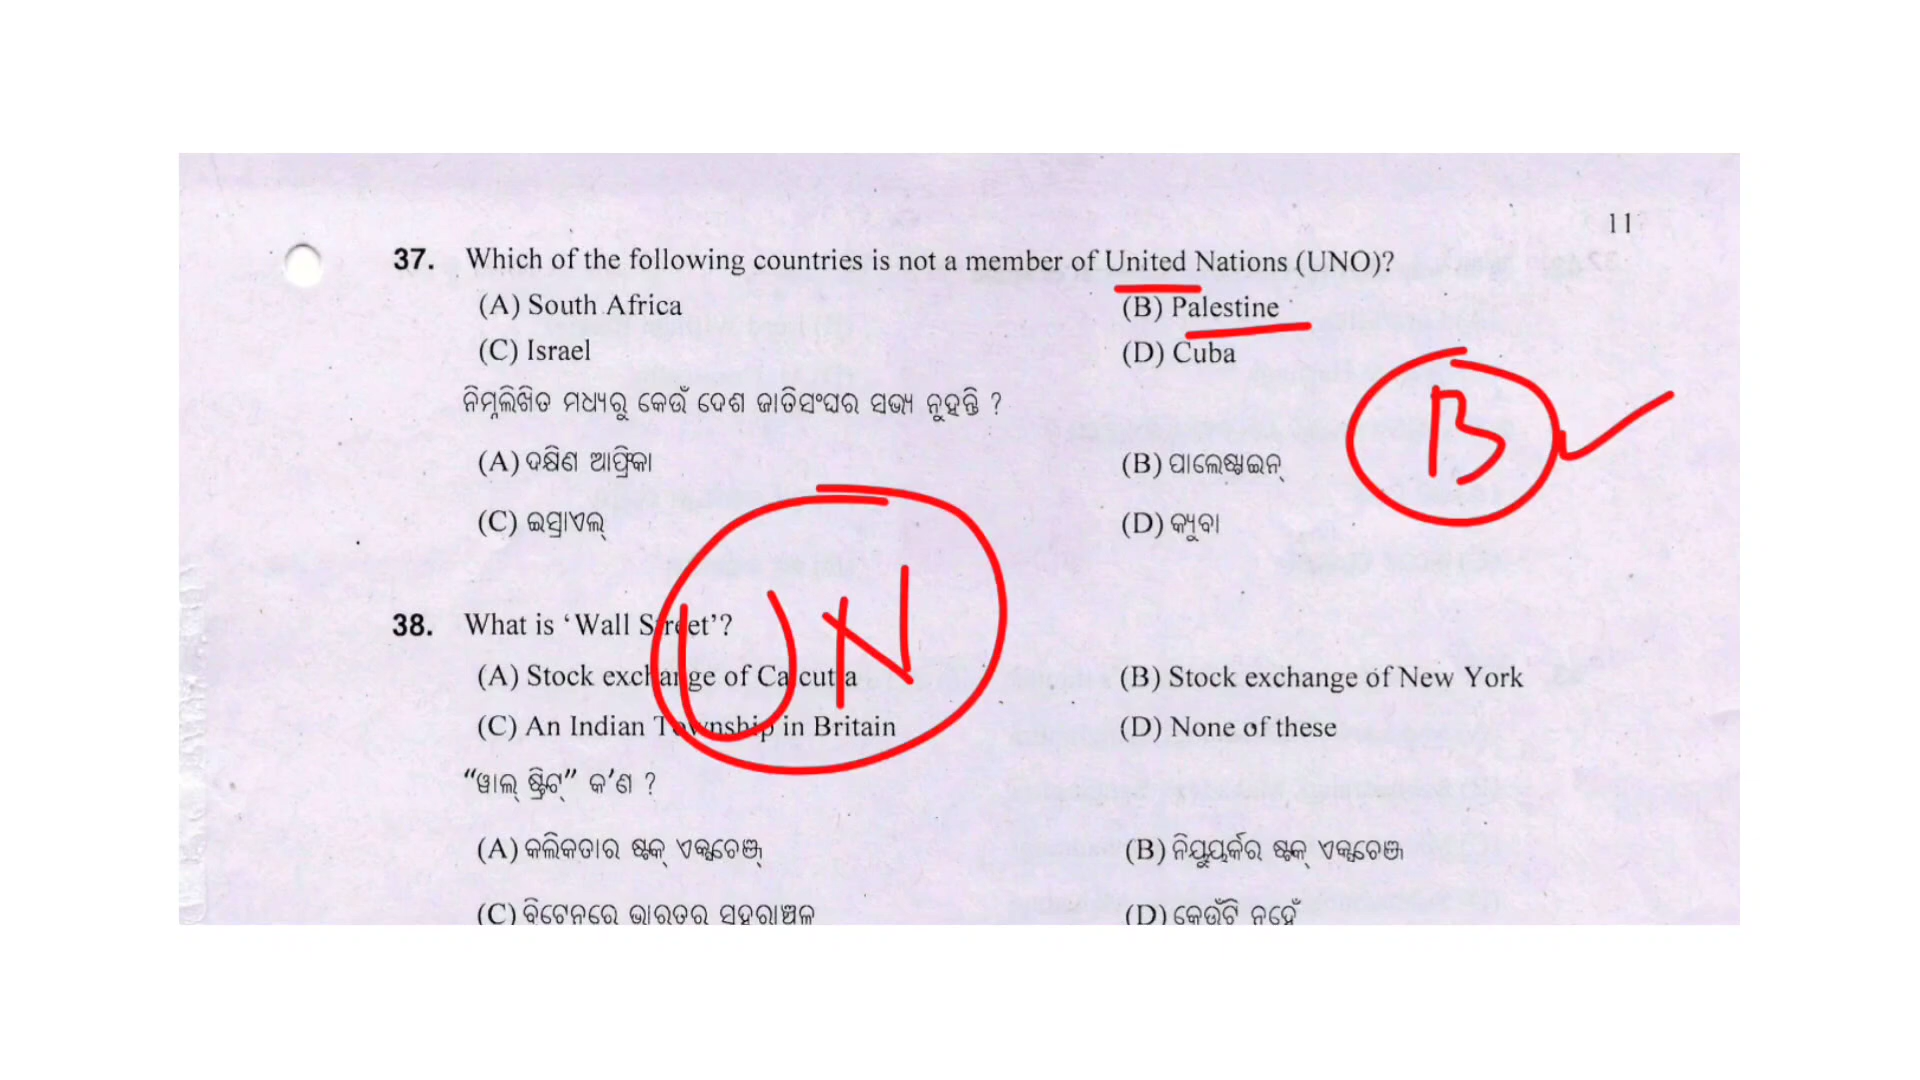 11
37. Which of the following countries is not a member of United Nations (UNO)?
(A) South Africa (B) Palestine
(C) Israel (D) Cuba
ନିମ୍ନଲିଖିତ ମଧ୍ୟରୁ କେଉଁ ଦେଶ ଜାତିସଂଘର ସଭ୍ୟ ନୁହନ୍ତି ?
B
(A) ଦକ୍ଷିଣ ଆଫ୍ରିକା (B) ପାଲେଷ୍ଟାଇନ୍
(C) ଇସ୍ରାଏଲ୍ (D) କ୍ୟୁବା
UN
38. What is ‘Wall Street’?
(A) Stock exchange of Calcutta (B) Stock exchange of New York
(C) An Indian Township in Britain (D) None of these
“ୱାଲ୍ ଷ୍ଟ୍ରିଟ୍” କ’ଣ ?
(A) କଲିକତାର ଷ୍ଟକ୍ ଏକ୍ସଚେଞ୍ଜ୍ (B) ନିୟୁୟର୍କର ଷ୍ଟକ୍ ଏକ୍ସଚେଞ୍ଜ
(C) ବିଟେନରେ ଭାରତର ସହରାଞ୍ଚଳ (D) କେଉଁଟି ନୁହେଁ